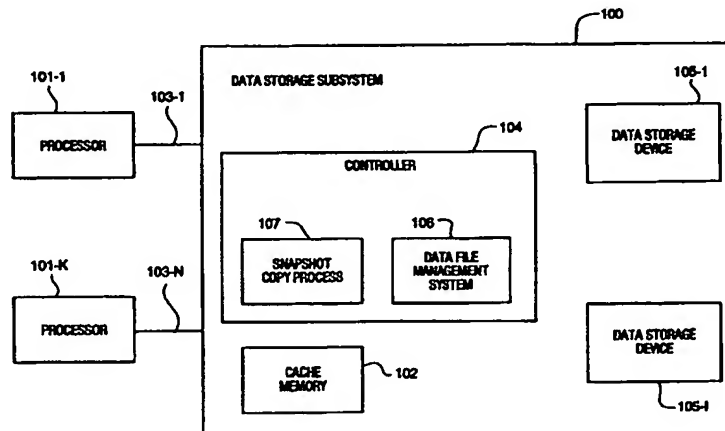 100
101-1
103-1
DATA STORAGE SUBSYSTEM
105-1
PROCESSOR
104
DATA STORAGE
DEVICE
CONTROLLER
107
106
SNAPSHOT
COPY PROCESS
DATA FILE
MANAGEMENT
SYSTEM
101-K
103-N
PROCESSOR
DATA STORAGE
DEVICE
CACHE
MEMORY
102
105-I